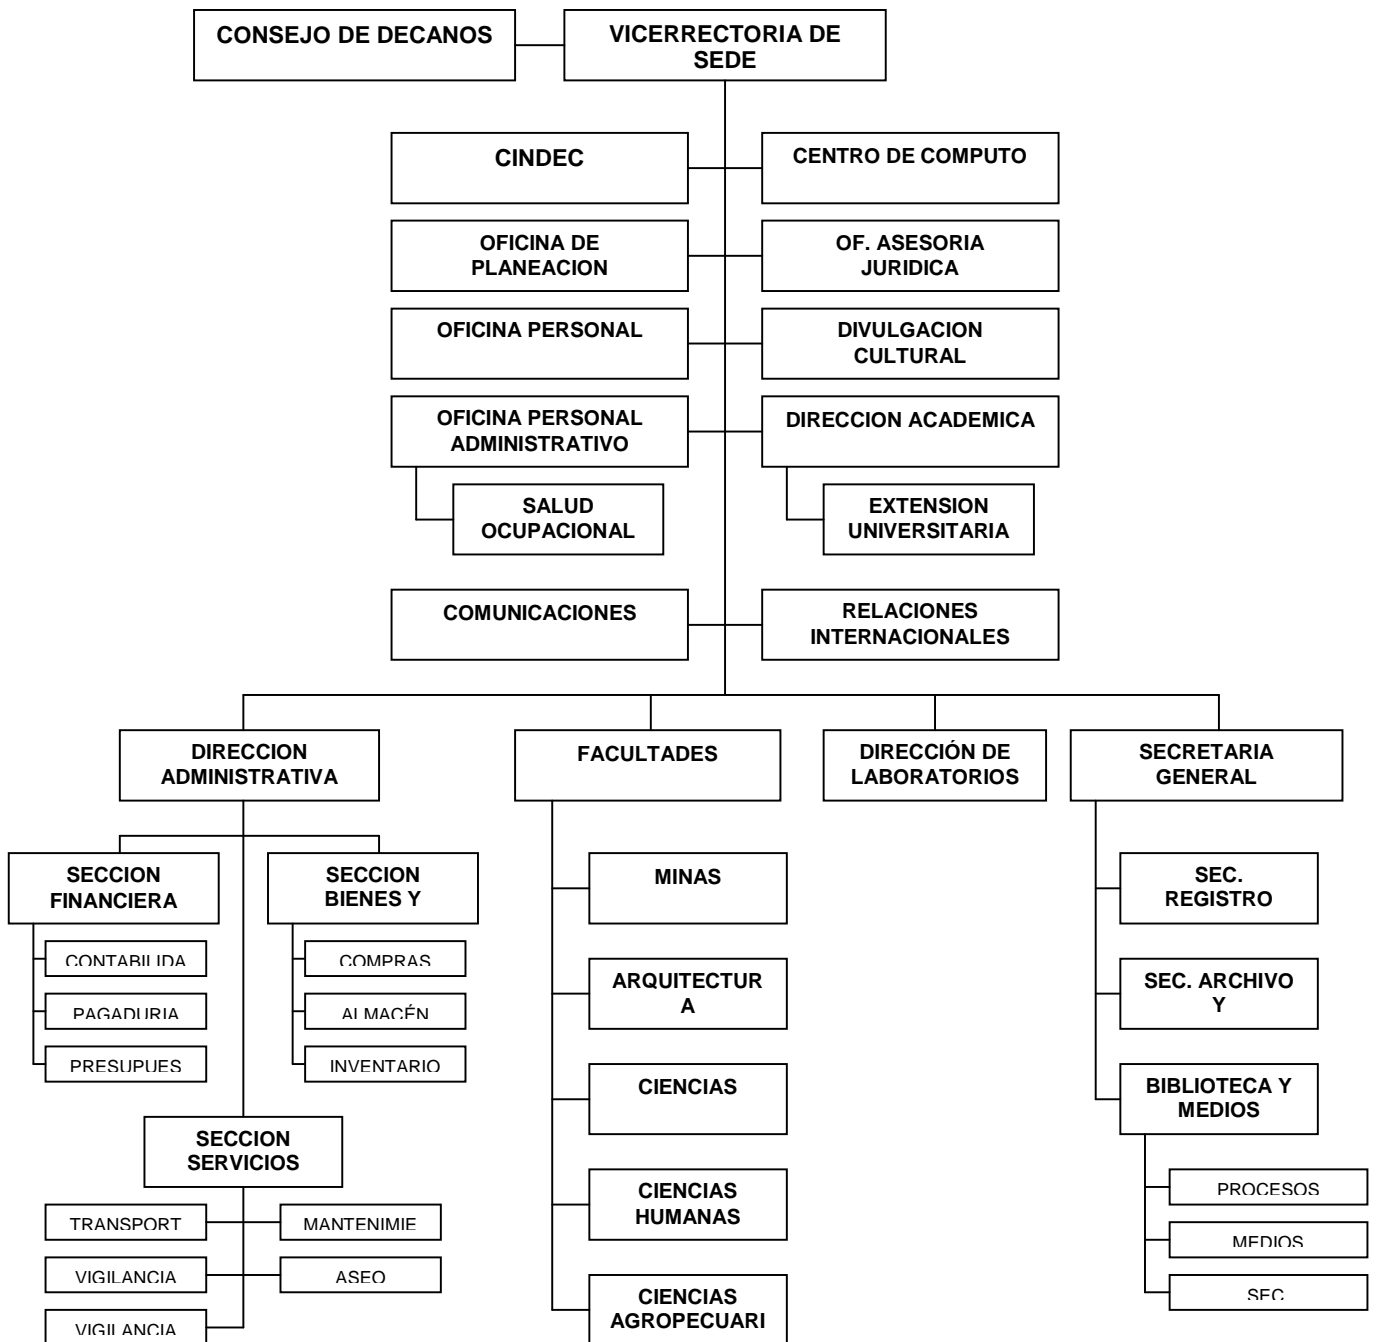 CONSEJO DE DECANOS
VICERRECTORIA DE
SEDE
CINDEC
CENTRO DE COMPUTO
OFICINA DE
PLANEACION
OF. ASESORIA
JURIDICA
OFICINA PERSONAL
DIVULGACION
CULTURAL
OFICINA PERSONAL
ADMINISTRATIVO
DIRECCION ACADEMICA
SALUD
OCUPACIONAL
EXTENSION
UNIVERSITARIA
COMUNICACIONES
RELACIONES
INTERNACIONALES
DIRECCION
ADMINISTRATIVA
FACULTADES
DIRECCIÓN DE
LABORATORIOS
SECRETARIA
GENERAL
SECCION
FINANCIERA
CONTABILIDA
PAGADURIA
PRESUPUES
SECCION
BIENES Y
COMPRAS
ALMACÉN
INVENTARIO
SECCION
SERVICIOS
TRANSPORT
MANTENIMIE
VIGILANCIA
ASEO
VIGILANCIA
MINAS
ARQUITECTUR
A
CIENCIAS
CIENCIAS
HUMANAS
CIENCIAS
AGROPECUARI
SEC.
REGISTRO
SEC. ARCHIVO
Y
BIBLIOTECA Y
MEDIOS
PROCESOS
MEDIOS
SEC